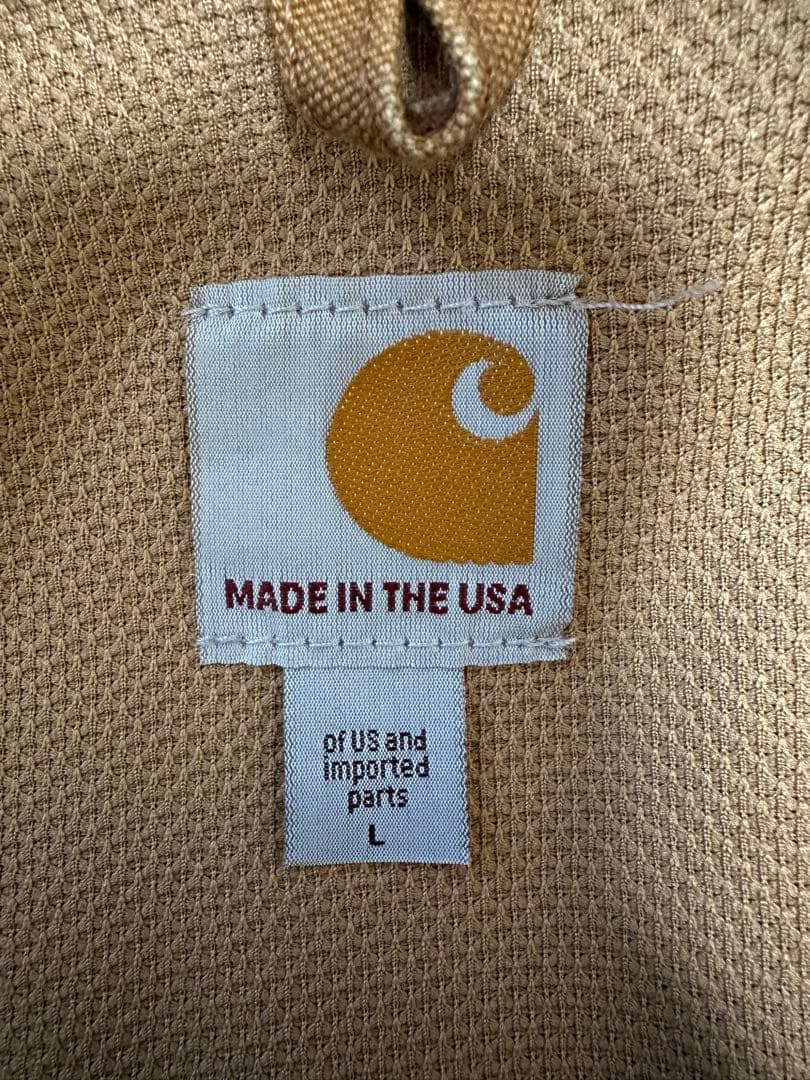 MADE IN THE USA
of US and
imported
parts
L